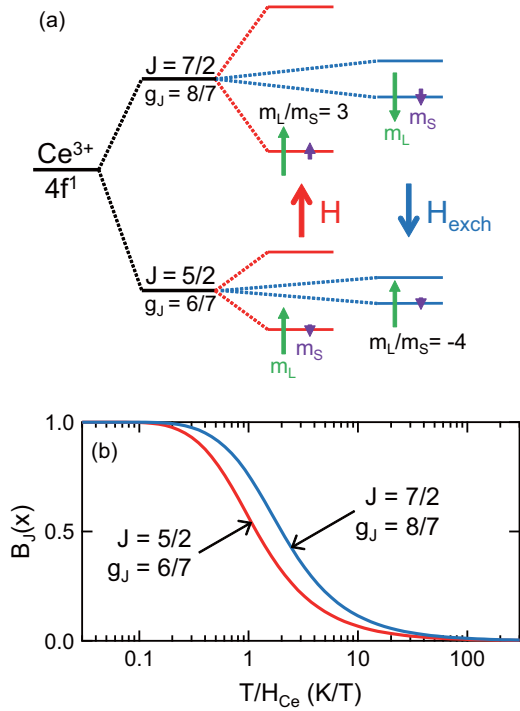 (a)
J = 7/2
g_J = 8/7
m_L/m_S= 3
m_L
m_S
Ce³⁺
4f¹
H
H_exch
J = 5/2
g_J = 6/7
m_L
m_S
m_L/m_S= -4
(b)
B_J(x)
1.0
0.5
0.0
J = 7/2
g_J = 8/7
J = 5/2
g_J = 6/7
0.1
1
10
100
T/H_Ce (K/T)